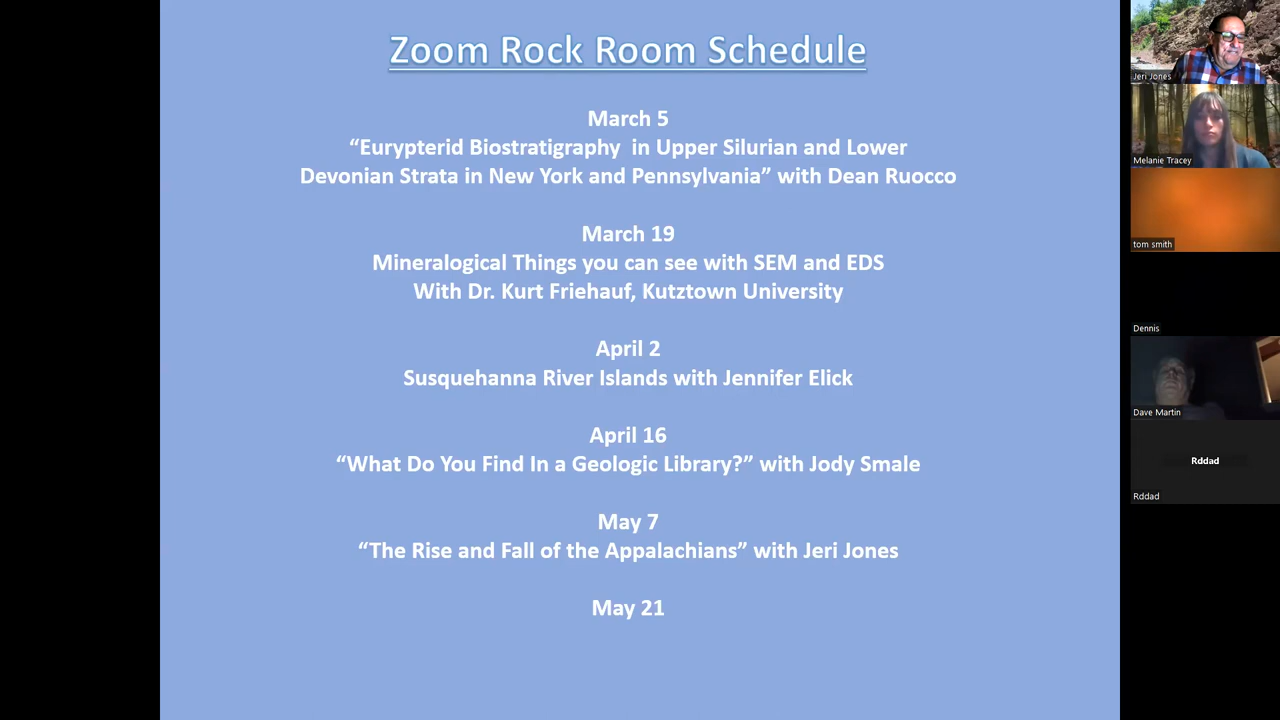 Zoom Rock Room Schedule
March 5
“Eurypterid Biostratigraphy  in Upper Silurian and Lower
Devonian Strata in New York and Pennsylvania” with Dean Ruocco
March 19
Mineralogical Things you can see with SEM and EDS
With Dr. Kurt Friehauf, Kutztown University
April 2
Susquehanna River Islands with Jennifer Elick
April 16
“What Do You Find In a Geologic Library?” with Jody Smale
May 7
“The Rise and Fall of the Appalachians” with Jeri Jones
May 21
Jeri Jones
Melanie Tracey
tom smith
Dennis
Dave Martin
Rddad
Rddad